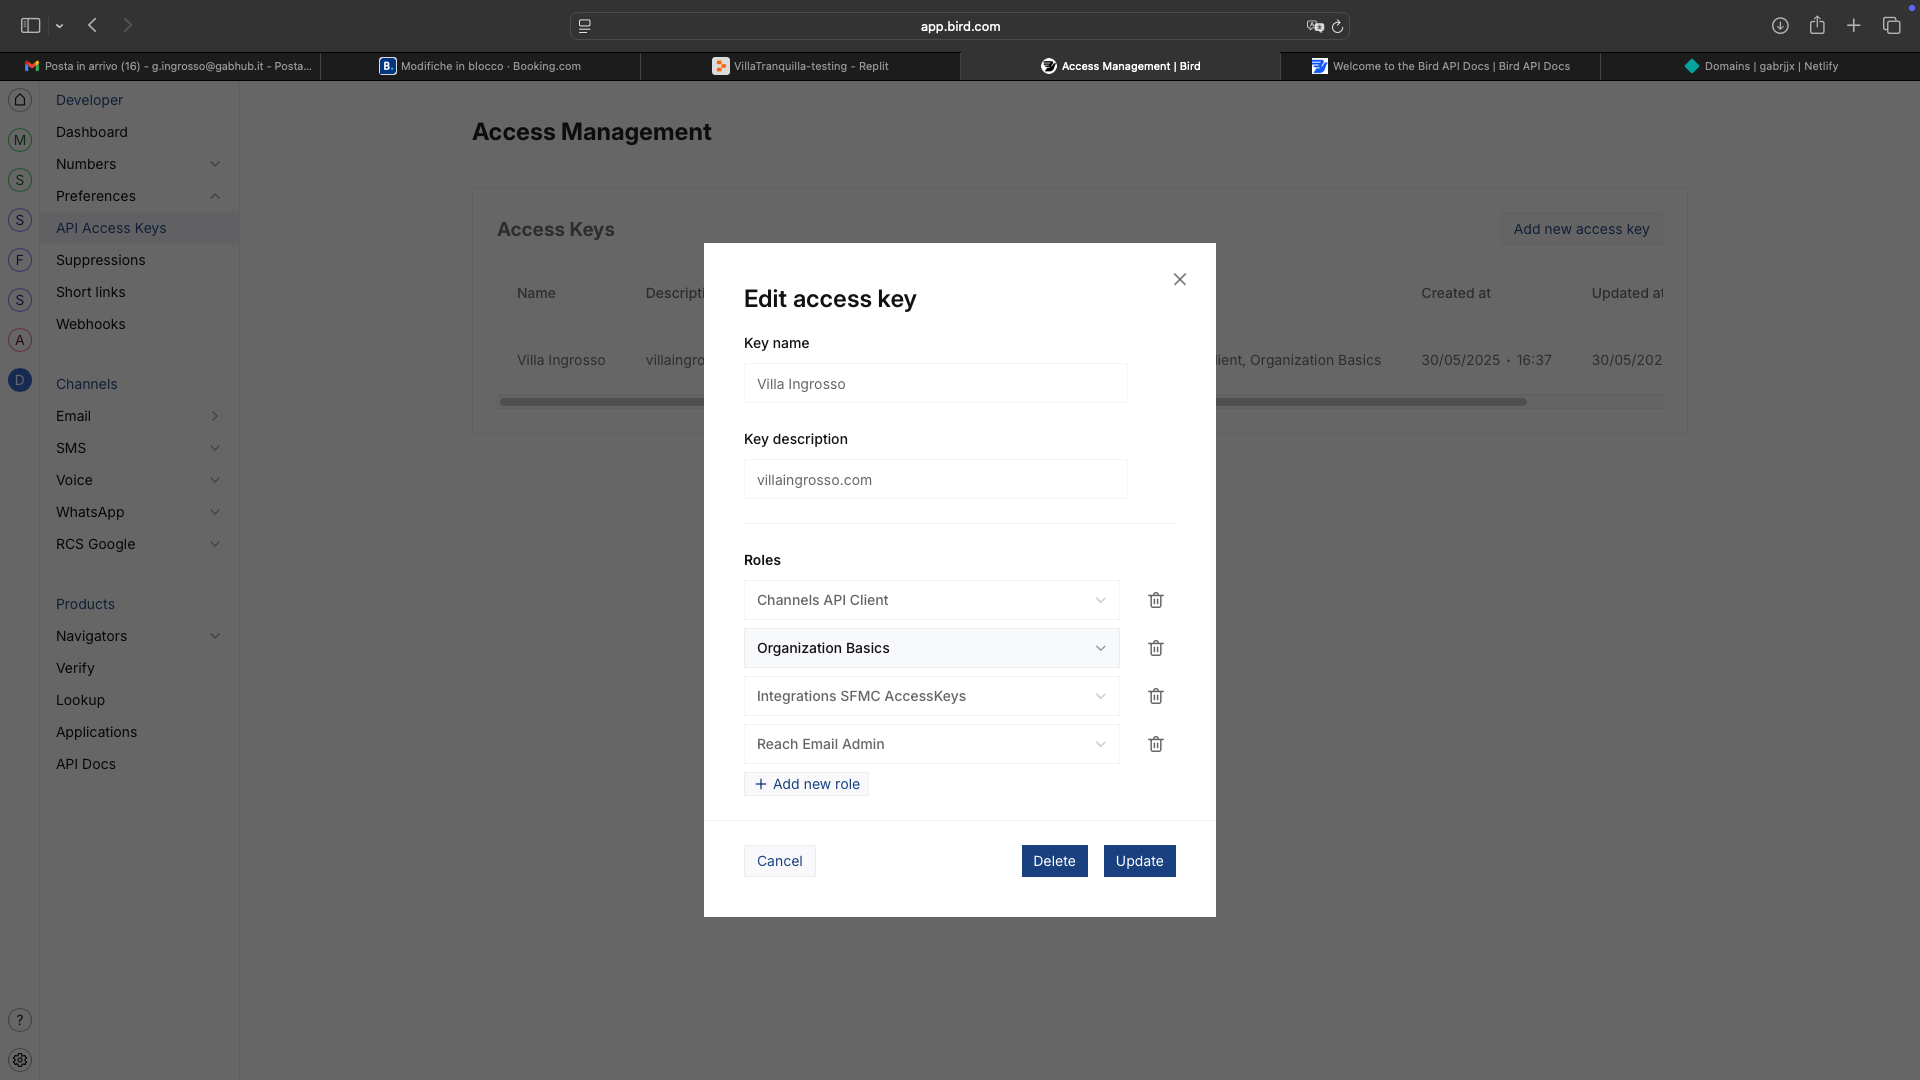 app.bird.com
Posta in arrivo (16) - g.ingrosso@gabhub.it - Posta...
B. Modifiche in blocco · Booking.com
VillaTranquilla-testing - Replit
Access Management | Bird
Welcome to the Bird API Docs | Bird API Docs
Domains | gabrjjx | Netlify
M
S
S
F
S
A
D
?
Developer
Dashboard
Numbers
Preferences
API Access Keys
Suppressions
Short links
Webhooks
Channels
Email
SMS
Voice
WhatsApp
RCS Google
Products
Navigators
Verify
Lookup
Applications
API Docs
Access Management
Access Keys
Add new access key
Name Descripti Created at Updated at
Villa Ingrosso villaingro lient, Organization Basics 30/05/2025 · 16:37 30/05/202
Edit access key
Key name
Villa Ingrosso
Key description
villaingrosso.com
Roles
Channels API Client
Organization Basics
Integrations SFMC AccessKeys
Reach Email Admin
+ Add new role
Cancel Delete Update